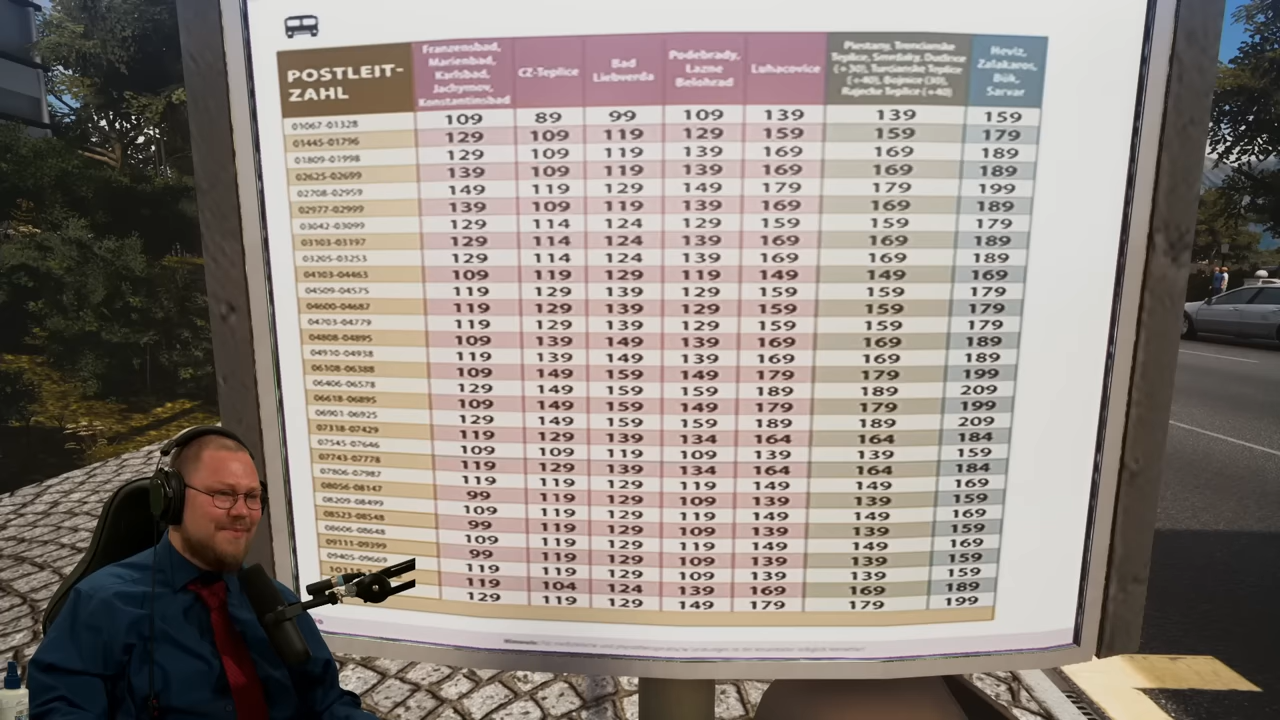 POSTLEIT-
ZAHL
Franzensbad,
Marienbad,
Karlsbad,
Jachymov,
Konstantinsbad
CZ-Teplice
Bad
Liebverda
Podebrady,
Lazne
Belohrad
Luhacovice
Piestany, Trencianske
Teplice, Smrdaky, Dudince
(+30), Turcianske Teplice
(+40), Bojnice (30),
Rajecke Teplice (+40)
Heviz,
Zalakaros,
Bük,
Sarvar
01067-01328 109 89 99 109 139 139 159
01445-01796 129 109 119 129 159 159 179
01809-01998 129 109 119 139 169 169 189
02625-02699 139 109 119 139 169 169 189
02708-02959 149 119 129 149 179 179 199
02977-02999 139 109 119 139 169 169 189
03042-03099 129 114 124 129 159 159 179
03103-03197 129 114 124 139 169 169 189
03205-03253 129 114 124 139 169 169 189
04103-04463 109 119 129 119 149 149 169
04509-04575 119 129 139 129 159 159 179
04600-04687 119 129 139 129 159 159 179
04703-04779 119 129 139 129 159 159 179
04808-04895 109 139 149 139 169 169 189
04910-04938 119 139 149 139 169 169 189
06108-06388 109 149 159 149 179 179 199
06406-06578 129 149 159 159 189 189 209
06618-06895 109 149 159 149 179 179 199
06901-06925 129 149 159 159 189 189 209
07318-07429 119 129 139 134 164 164 184
07545-07646 109 109 119 109 139 139 159
07743-07778 119 129 139 134 164 164 184
07806-07987 119 119 129 119 149 149 169
08056-08147 99 119 129 109 139 139 159
08209-08499 109 119 129 119 149 149 169
08523-08548 99 119 129 109 139 139 159
08606-08648 109 119 129 119 149 149 169
09111-09399 99 119 129 109 139 139 159
09405-09669 119 119 129 109 139 139 159
119 104 124 139 169 169 189
129 119 129 149 179 179 199
Hinweis: